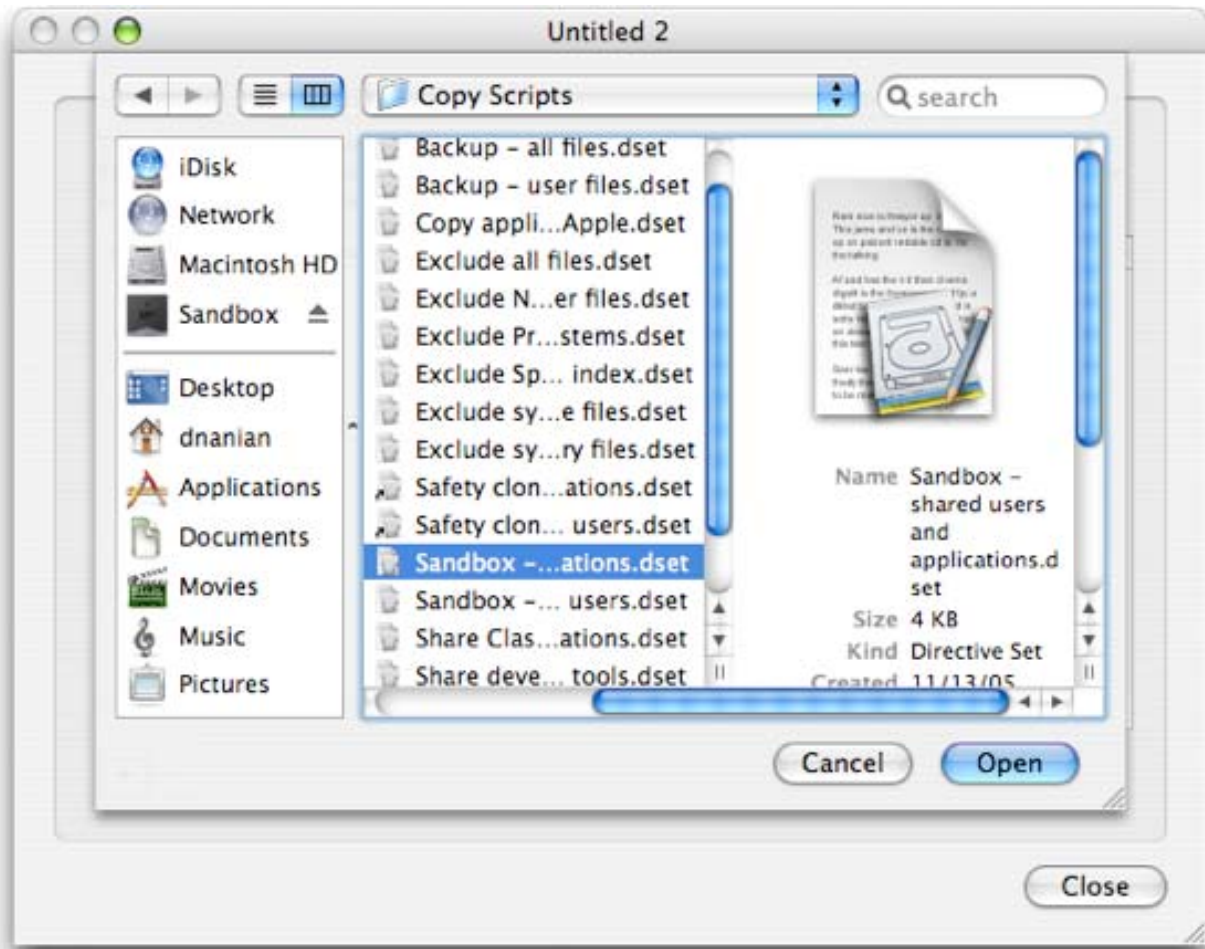 Untitled 2
Copy Scripts
search
iDisk
Network
Macintosh HD
Sandbox
Desktop
dnanian
Applications
Documents
Movies
Music
Pictures
Backup – all files.dset
Backup – user files.dset
Copy appli...Apple.dset
Exclude all files.dset
Exclude N...er files.dset
Exclude Pr...stems.dset
Exclude Sp... index.dset
Exclude sy...e files.dset
Exclude sy...ry files.dset
Safety clon...ations.dset
Safety clon... users.dset
Sandbox –...ations.dset
Sandbox –... users.dset
Share Clas...ations.dset
Share deve... tools.dset
Name Sandbox –
shared users
and
applications.d
set
Size 4 KB
Kind Directive Set
Created 11/13/05
Cancel
Open
Close